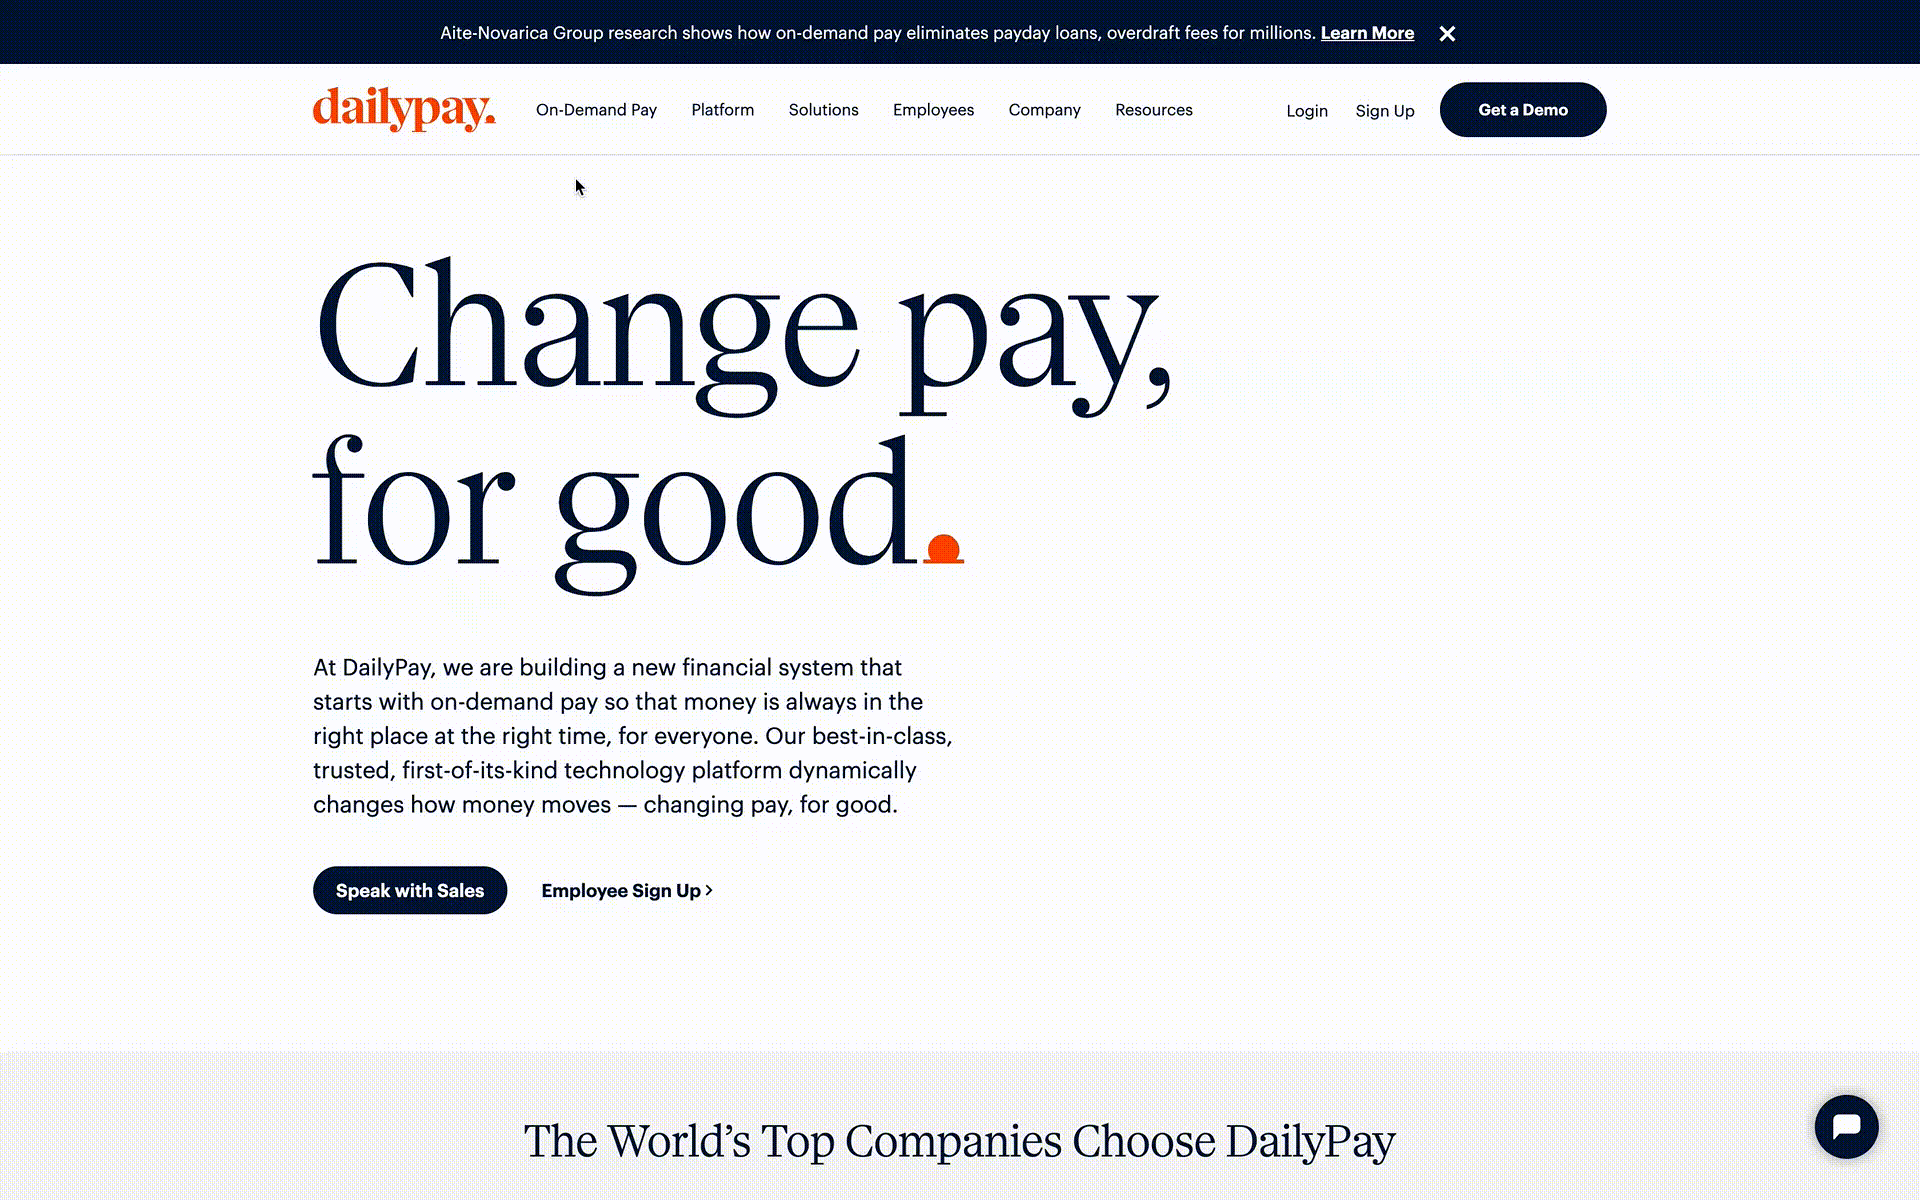 Aite-Novarica Group research shows how on-demand pay eliminates payday loans, overdraft fees for millions. Learn More
dailypay.
On-Demand Pay Platform Solutions Employees Company Resources Login Sign Up Get a Demo
Change pay,
for good.
At DailyPay, we are building a new financial system that
starts with on-demand pay so that money is always in the
right place at the right time, for everyone. Our best-in-class,
trusted, first-of-its-kind technology platform dynamically
changes how money moves — changing pay, for good.
Speak with Sales Employee Sign Up >
The World’s Top Companies Choose DailyPay